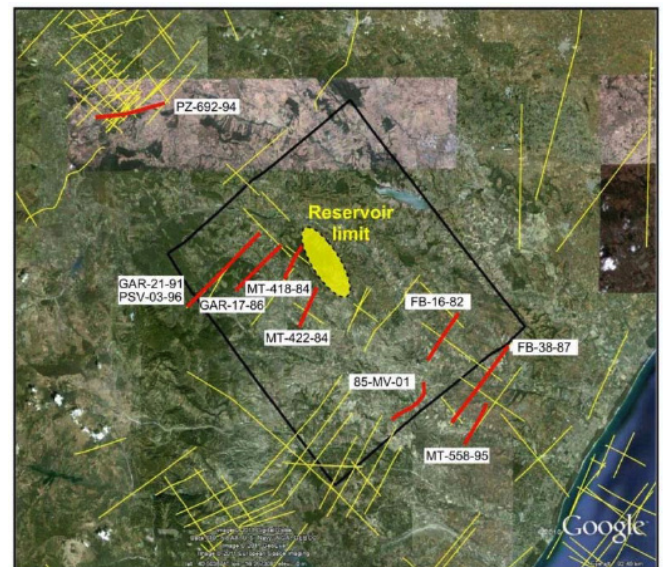 PZ-692-94
Reservoir
limit
GAR-21-91
PSV-03-96
GAR-17-86
MT-418-84
MT-422-84
FB-16-82
FB-38-87
85-MV-01
MT-558-95
Google